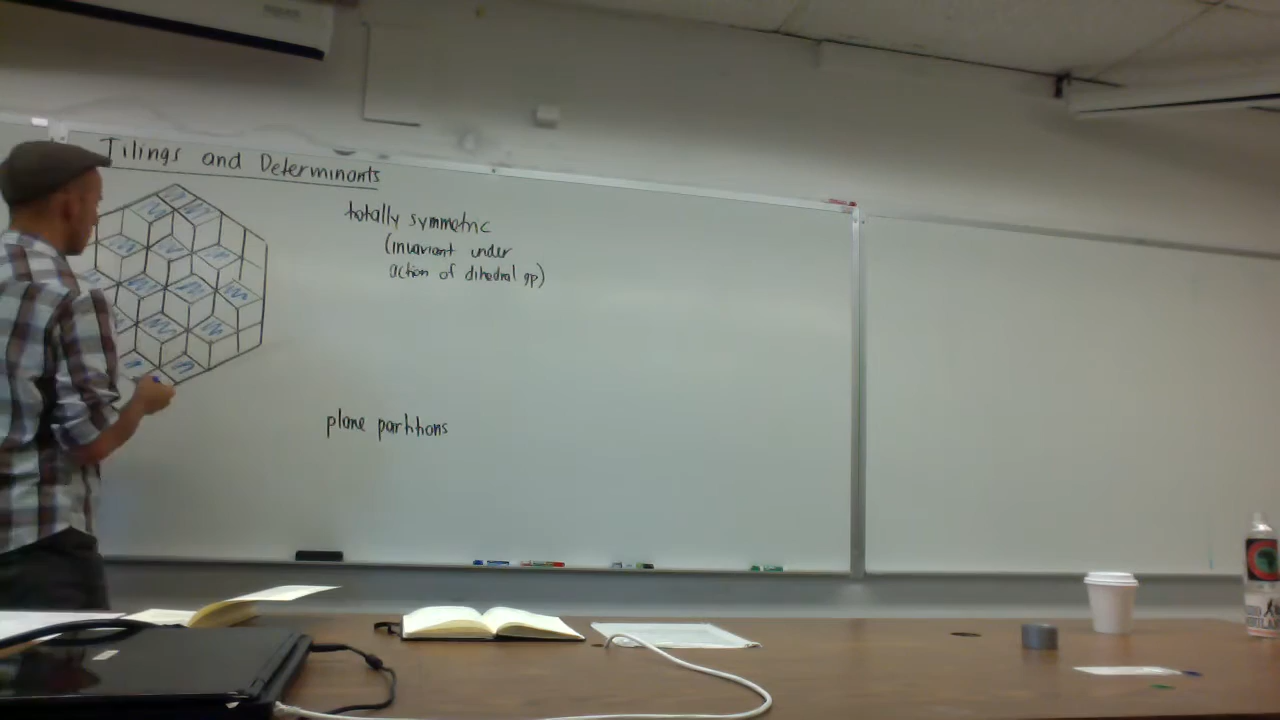 Tilings and Determinants
totally symmetric
(invariant under
action of dihedral gp)
plane partitions